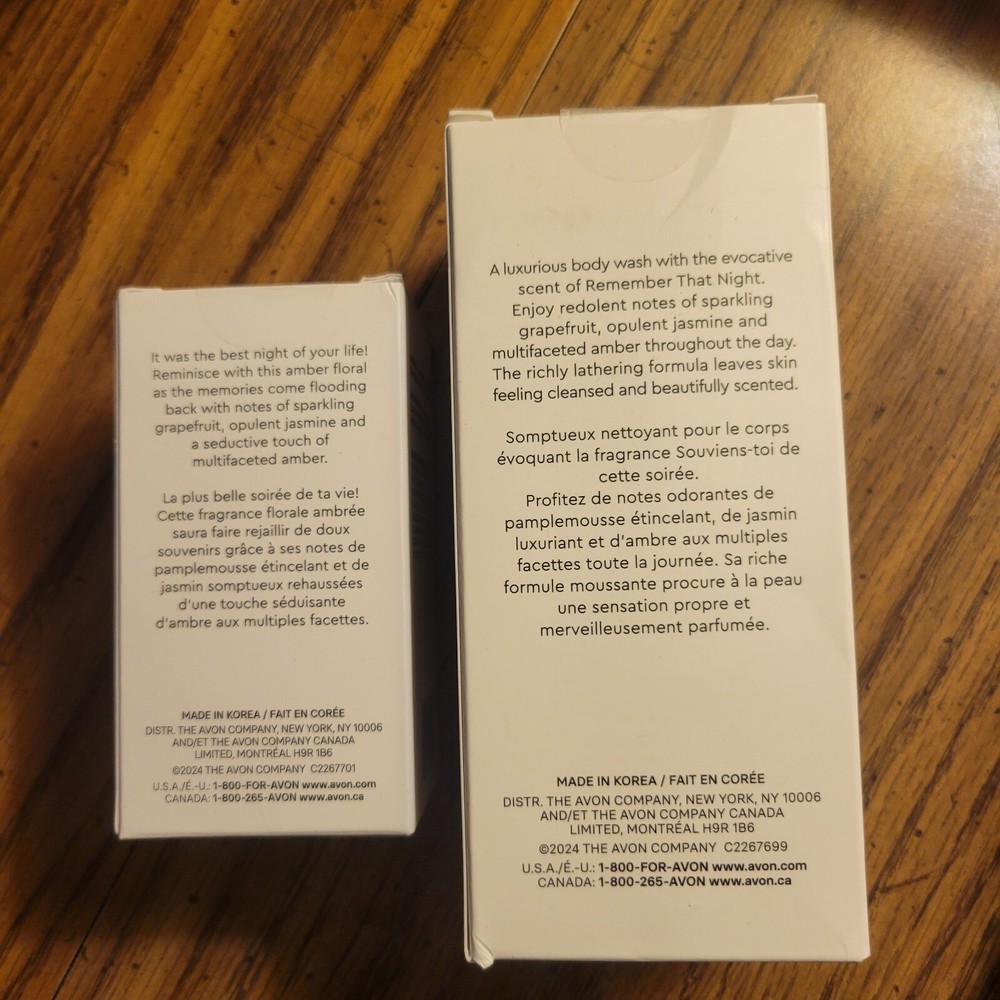 It was the best night of your life!
Reminisce with this amber floral
as the memories come flooding
back with notes of sparkling
grapefruit, opulent jasmine and
a seductive touch of
multifaceted amber.
La plus belle soirée de ta vie!
Cette fragrance florale ambrée
saura faire rejaillir de doux
souvenirs grâce à ses notes de
pamplemousse étincelant et de
jasmin somptueux rehaussées
d'une touche séduisante
d'ambre aux multiples facettes.
MADE IN KOREA / FAIT EN CORÉE
DISTR. THE AVON COMPANY, NEW YORK, NY 10006
AND/ET THE AVON COMPANY CANADA
LIMITED, MONTRÉAL H9R 1B6
©2024 THE AVON COMPANY C2267701
U.S.A./É.-U.: 1-800-FOR-AVON www.avon.com
CANADA: 1-800-265-AVON www.avon.ca
A luxurious body wash with the evocative
scent of Remember That Night.
Enjoy redolent notes of sparkling
grapefruit, opulent jasmine and
multifaceted amber throughout the day.
The richly lathering formula leaves skin
feeling cleansed and beautifully scented.
Somptueux nettoyant pour le corps
évoquant la fragrance Souviens-toi de
cette soirée.
Profitez de notes odorantes de
pamplemousse étincelant, de jasmin
luxuriant et d'ambre aux multiples
facettes toute la journée. Sa riche
formule moussante procure à la peau
une sensation propre et
merveilleusement parfumée.
MADE IN KOREA / FAIT EN CORÉE
DISTR. THE AVON COMPANY, NEW YORK, NY 10006
AND/ET THE AVON COMPANY CANADA
LIMITED, MONTRÉAL H9R 1B6
©2024 THE AVON COMPANY C2267699
U.S.A./É.-U.: 1-800-FOR-AVON www.avon.com
CANADA: 1-800-265-AVON www.avon.ca